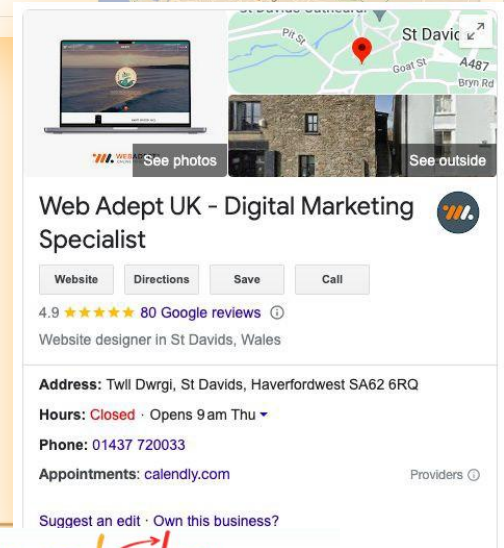 St Davids Cathedral
Pit St
St Davic
Goat St
A487
Bryn Rd
See photos
See outside
Web Adept UK - Digital Marketing
Specialist
Website
Directions
Save
Call
4.9 ★★★★★ 80 Google reviews
Website designer in St Davids, Wales
Address: Twll Dwrgi, St Davids, Haverfordwest SA62 6RQ
Hours: Closed · Opens 9 am Thu
Phone: 01437 720033
Appointments: calendly.com
Providers
Suggest an edit · Own this business?